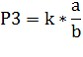 P3 = k * a/b